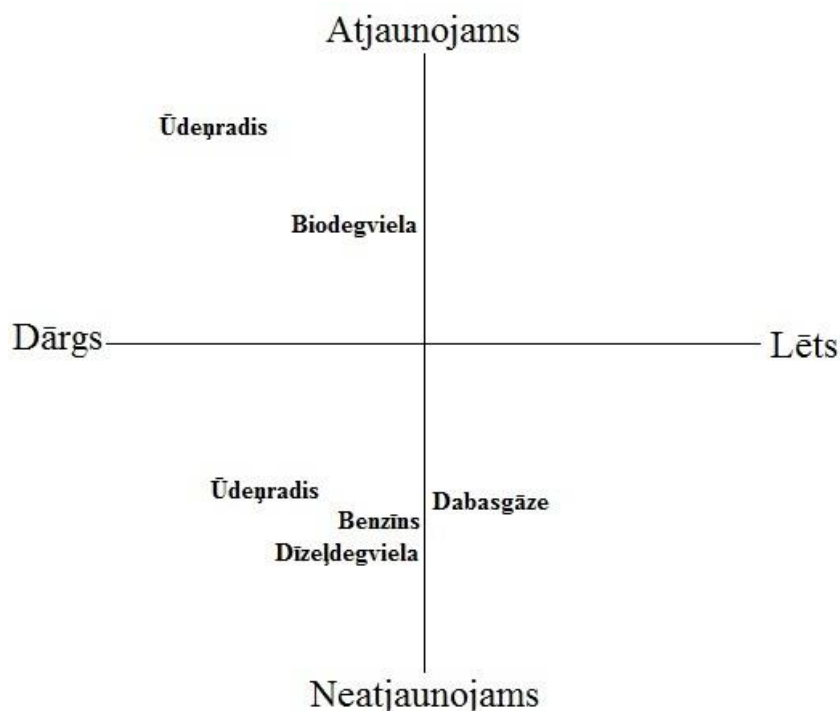 Atjaunojams
Ūdeņradis
Biodegviela
Dārgs
Lēts
Ūdeņradis
Dabasgāze
Benzīns
Dīzeļdegviela
Neatjaunojams